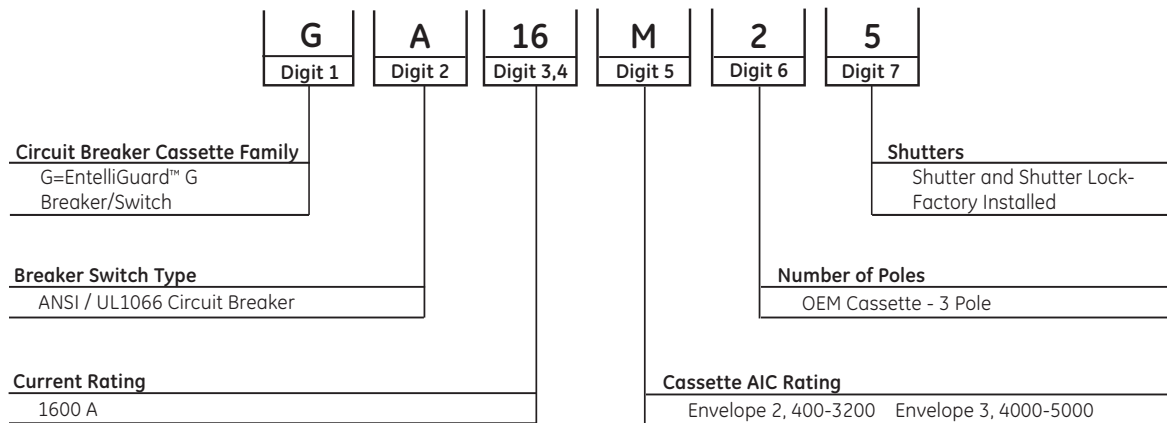 G A 16 M 2 5
Digit 1 Digit 2 Digit 3,4 Digit 5 Digit 6 Digit 7
Circuit Breaker Cassette Family
G=EntelliGuard™ G
Breaker/Switch
Shutters
Shutter and Shutter Lock-
Factory Installed
Breaker Switch Type
ANSI / UL1066 Circuit Breaker
Number of Poles
OEM Cassette - 3 Pole
Current Rating
1600 A
Cassette AIC Rating
Envelope 2, 400-3200 Envelope 3, 4000-5000